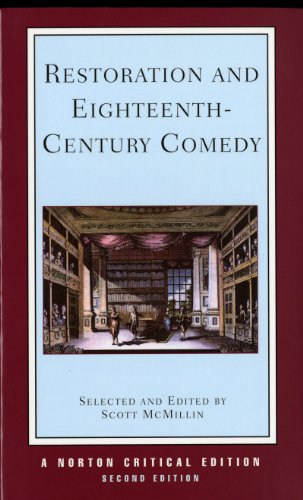 RESTORATION AND
EIGHTEENTH-
CENTURY COMEDY
SELECTED AND EDITED BY
SCOTT MCMILLIN
A NORTON CRITICAL EDITION
SECOND EDITION